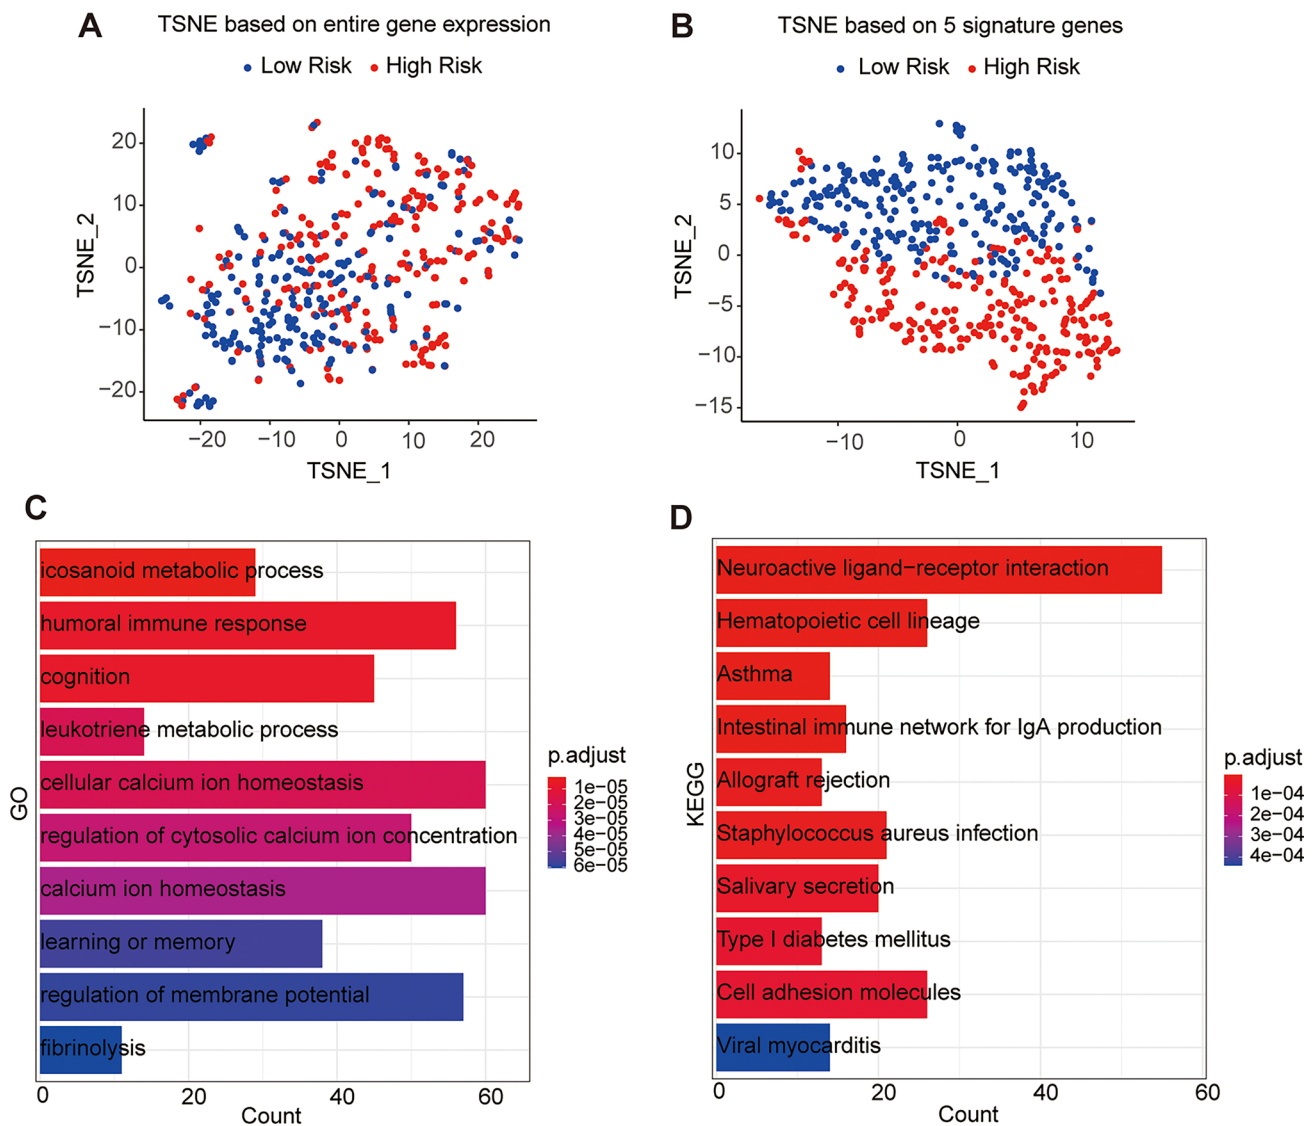 A
TSNE based on entire gene expression
Low Risk
High Risk
TSNE_2
20
10
0
−10
−20
−20
−10
0
10
20
TSNE_1
B
TSNE based on 5 signature genes
Low Risk
High Risk
TSNE_2
10
5
0
−5
−10
−15
−10
0
10
TSNE_1
C
GO
icosanoid metabolic process
humoral immune response
cognition
leukotriene metabolic process
cellular calcium ion homeostasis
regulation of cytosolic calcium ion concentration
calcium ion homeostasis
learning or memory
regulation of membrane potential
fibrinolysis
0
20
40
60
Count
p.adjust
1e−05
2e−05
3e−05
4e−05
5e−05
6e−05
D
KEGG
Neuroactive ligand−receptor interaction
Hematopoietic cell lineage
Asthma
Intestinal immune network for IgA production
Allograft rejection
Staphylococcus aureus infection
Salivary secretion
Type I diabetes mellitus
Cell adhesion molecules
Viral myocarditis
0
20
40
60
Count
p.adjust
1e−04
2e−04
3e−04
4e−04